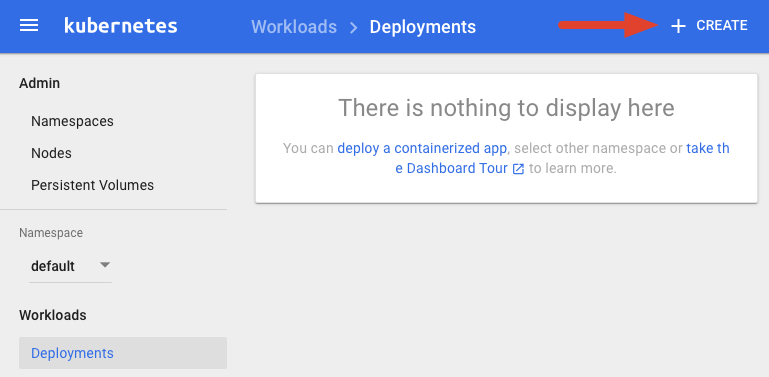 kubernetes
Workloads > Deployments
+ CREATE
Admin
Namespaces
Nodes
Persistent Volumes
Namespace
default
Workloads
Deployments
There is nothing to display here
You can deploy a containerized app, select other namespace or take th
e Dashboard Tour to learn more.